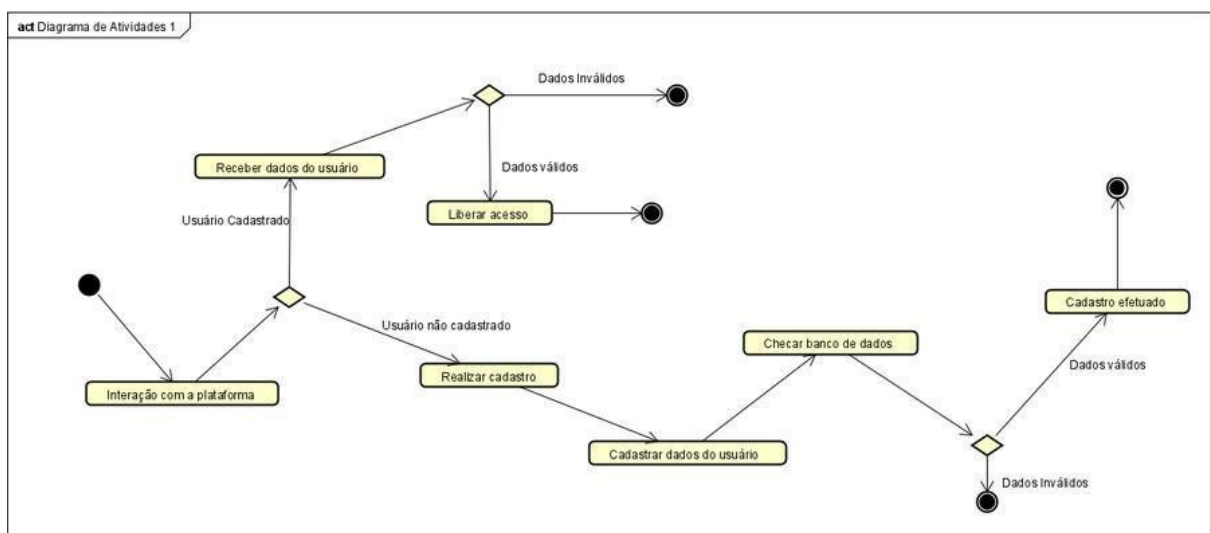 act Diagrama de Atividades 1
Dados Inválidos
Receber dados do usuário
Dados válidos
Liberar acesso
Usuário Cadastrado
Cadastro efetuado
Usuário não cadastrado
Checar banco de dados
Dados válidos
Realizar cadastro
Interação com a plataforma
Cadastrar dados do usuário
Dados Inválidos